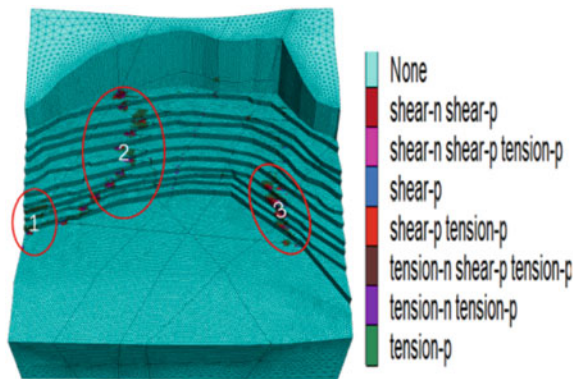 None
shear-n shear-p
shear-n shear-p tension-p
shear-p
shear-p tension-p
tension-n shear-p tension-p
tension-n tension-p
tension-p
2
1
3